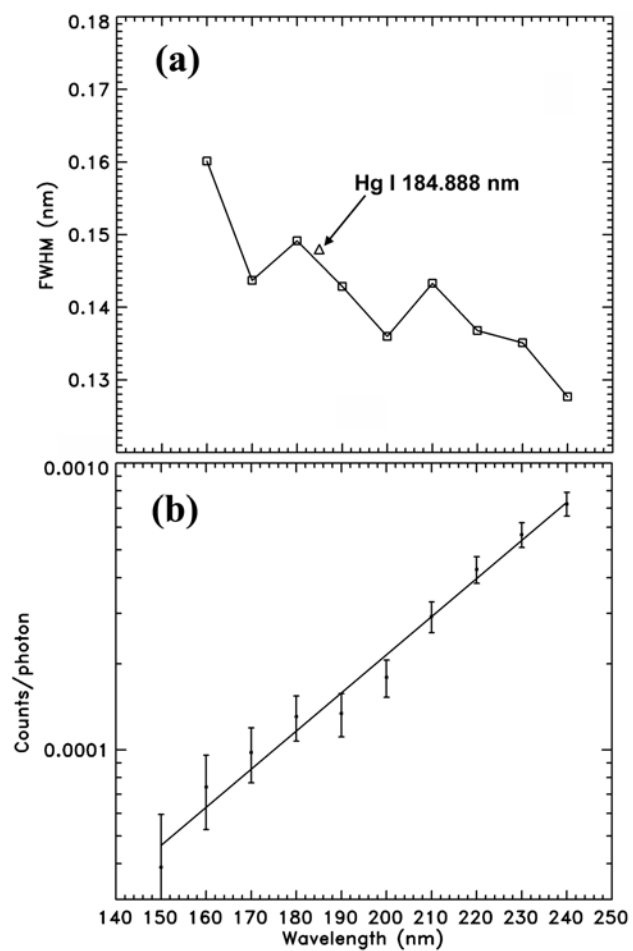 0.18
(a)
0.17
0.16
Hg I 184.888 nm
0.15
0.14
0.13
FWHM (nm)
0.0010
(b)
0.0001
Counts/photon
140 150 160 170 180 190 200 210 220 230 240 250
Wavelength (nm)